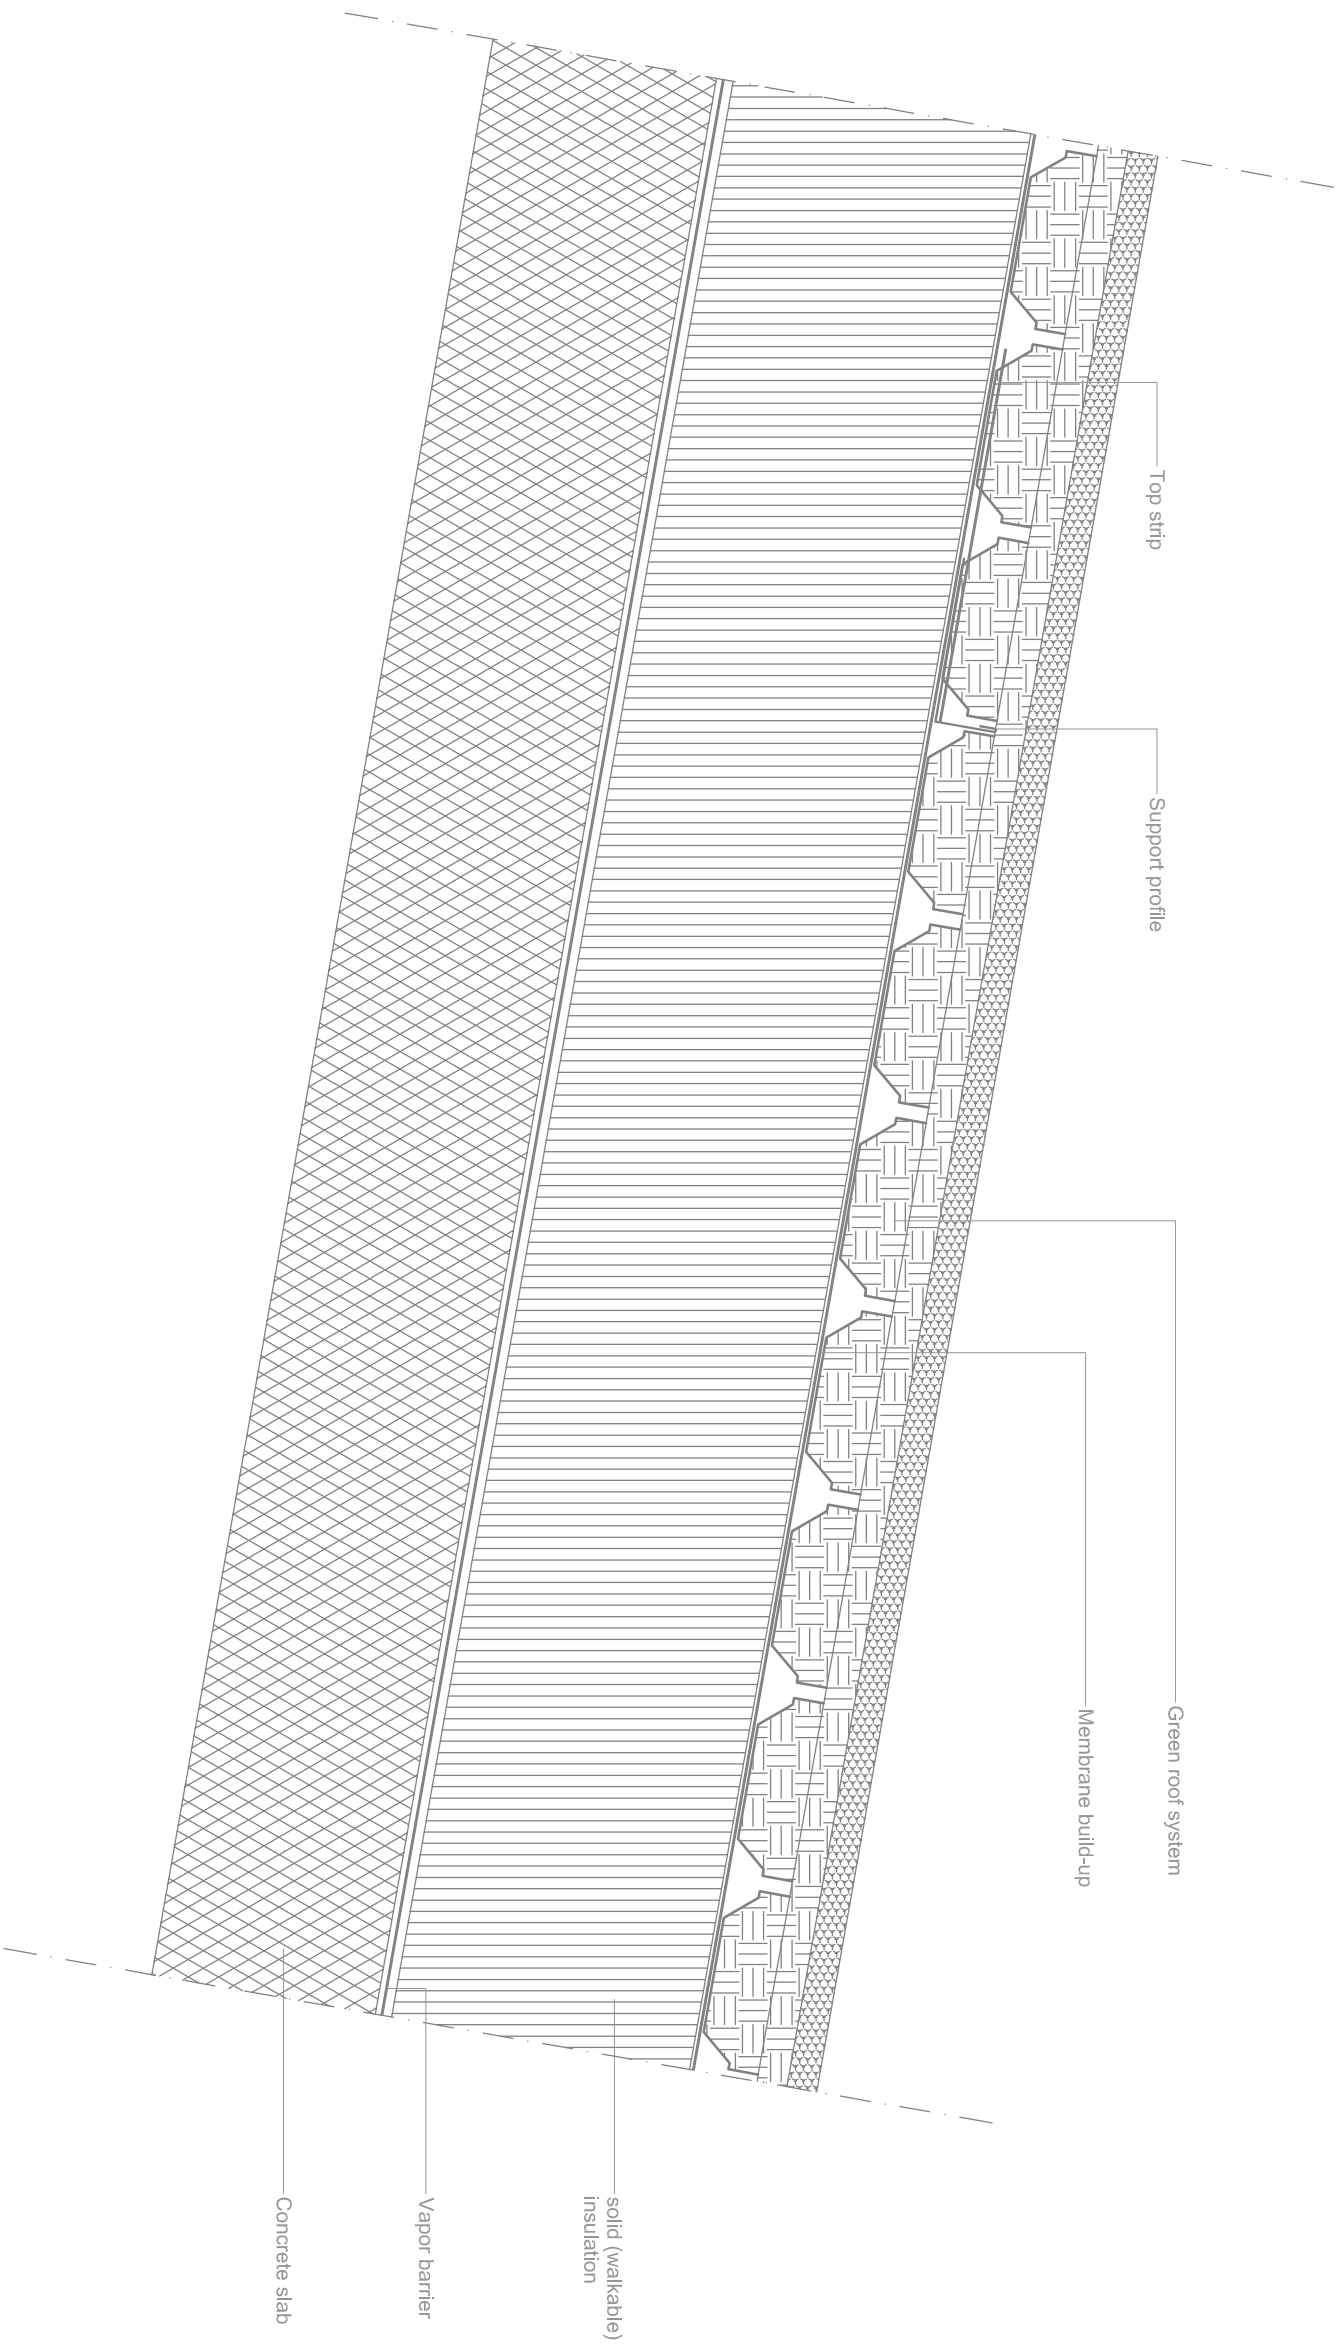 Top strip
Support profile
Green roof system
Membrane build-up
solid (walkable)
insulation
Vapor barrier
Concrete slab